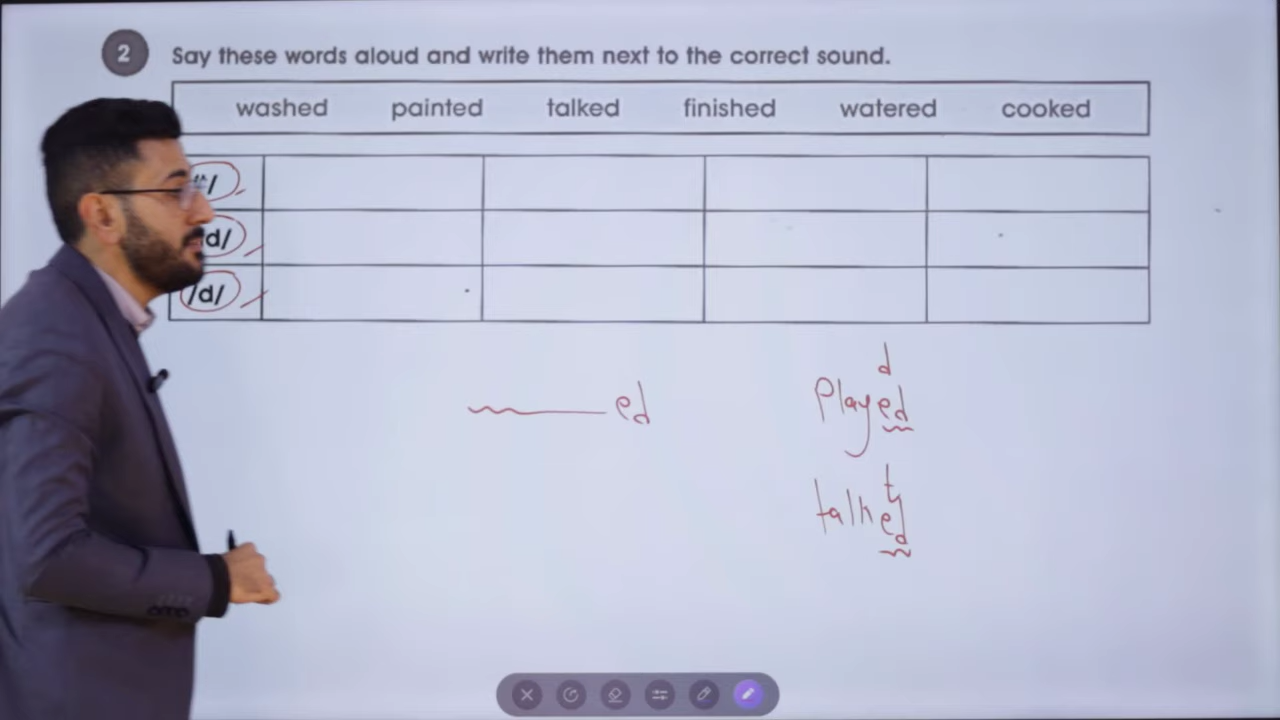 2 Say these words aloud and write them next to the correct sound.
washed painted talked finished watered cooked
/d/
ed
d
played
t
talked